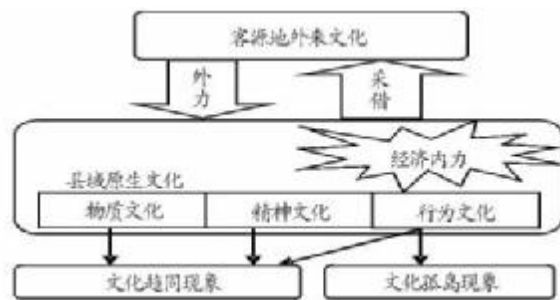 客源地外来文化
外力
采借
经济内力
县域原生文化
物质文化
精神文化
行为文化
文化趋同现象
文化孤岛现象